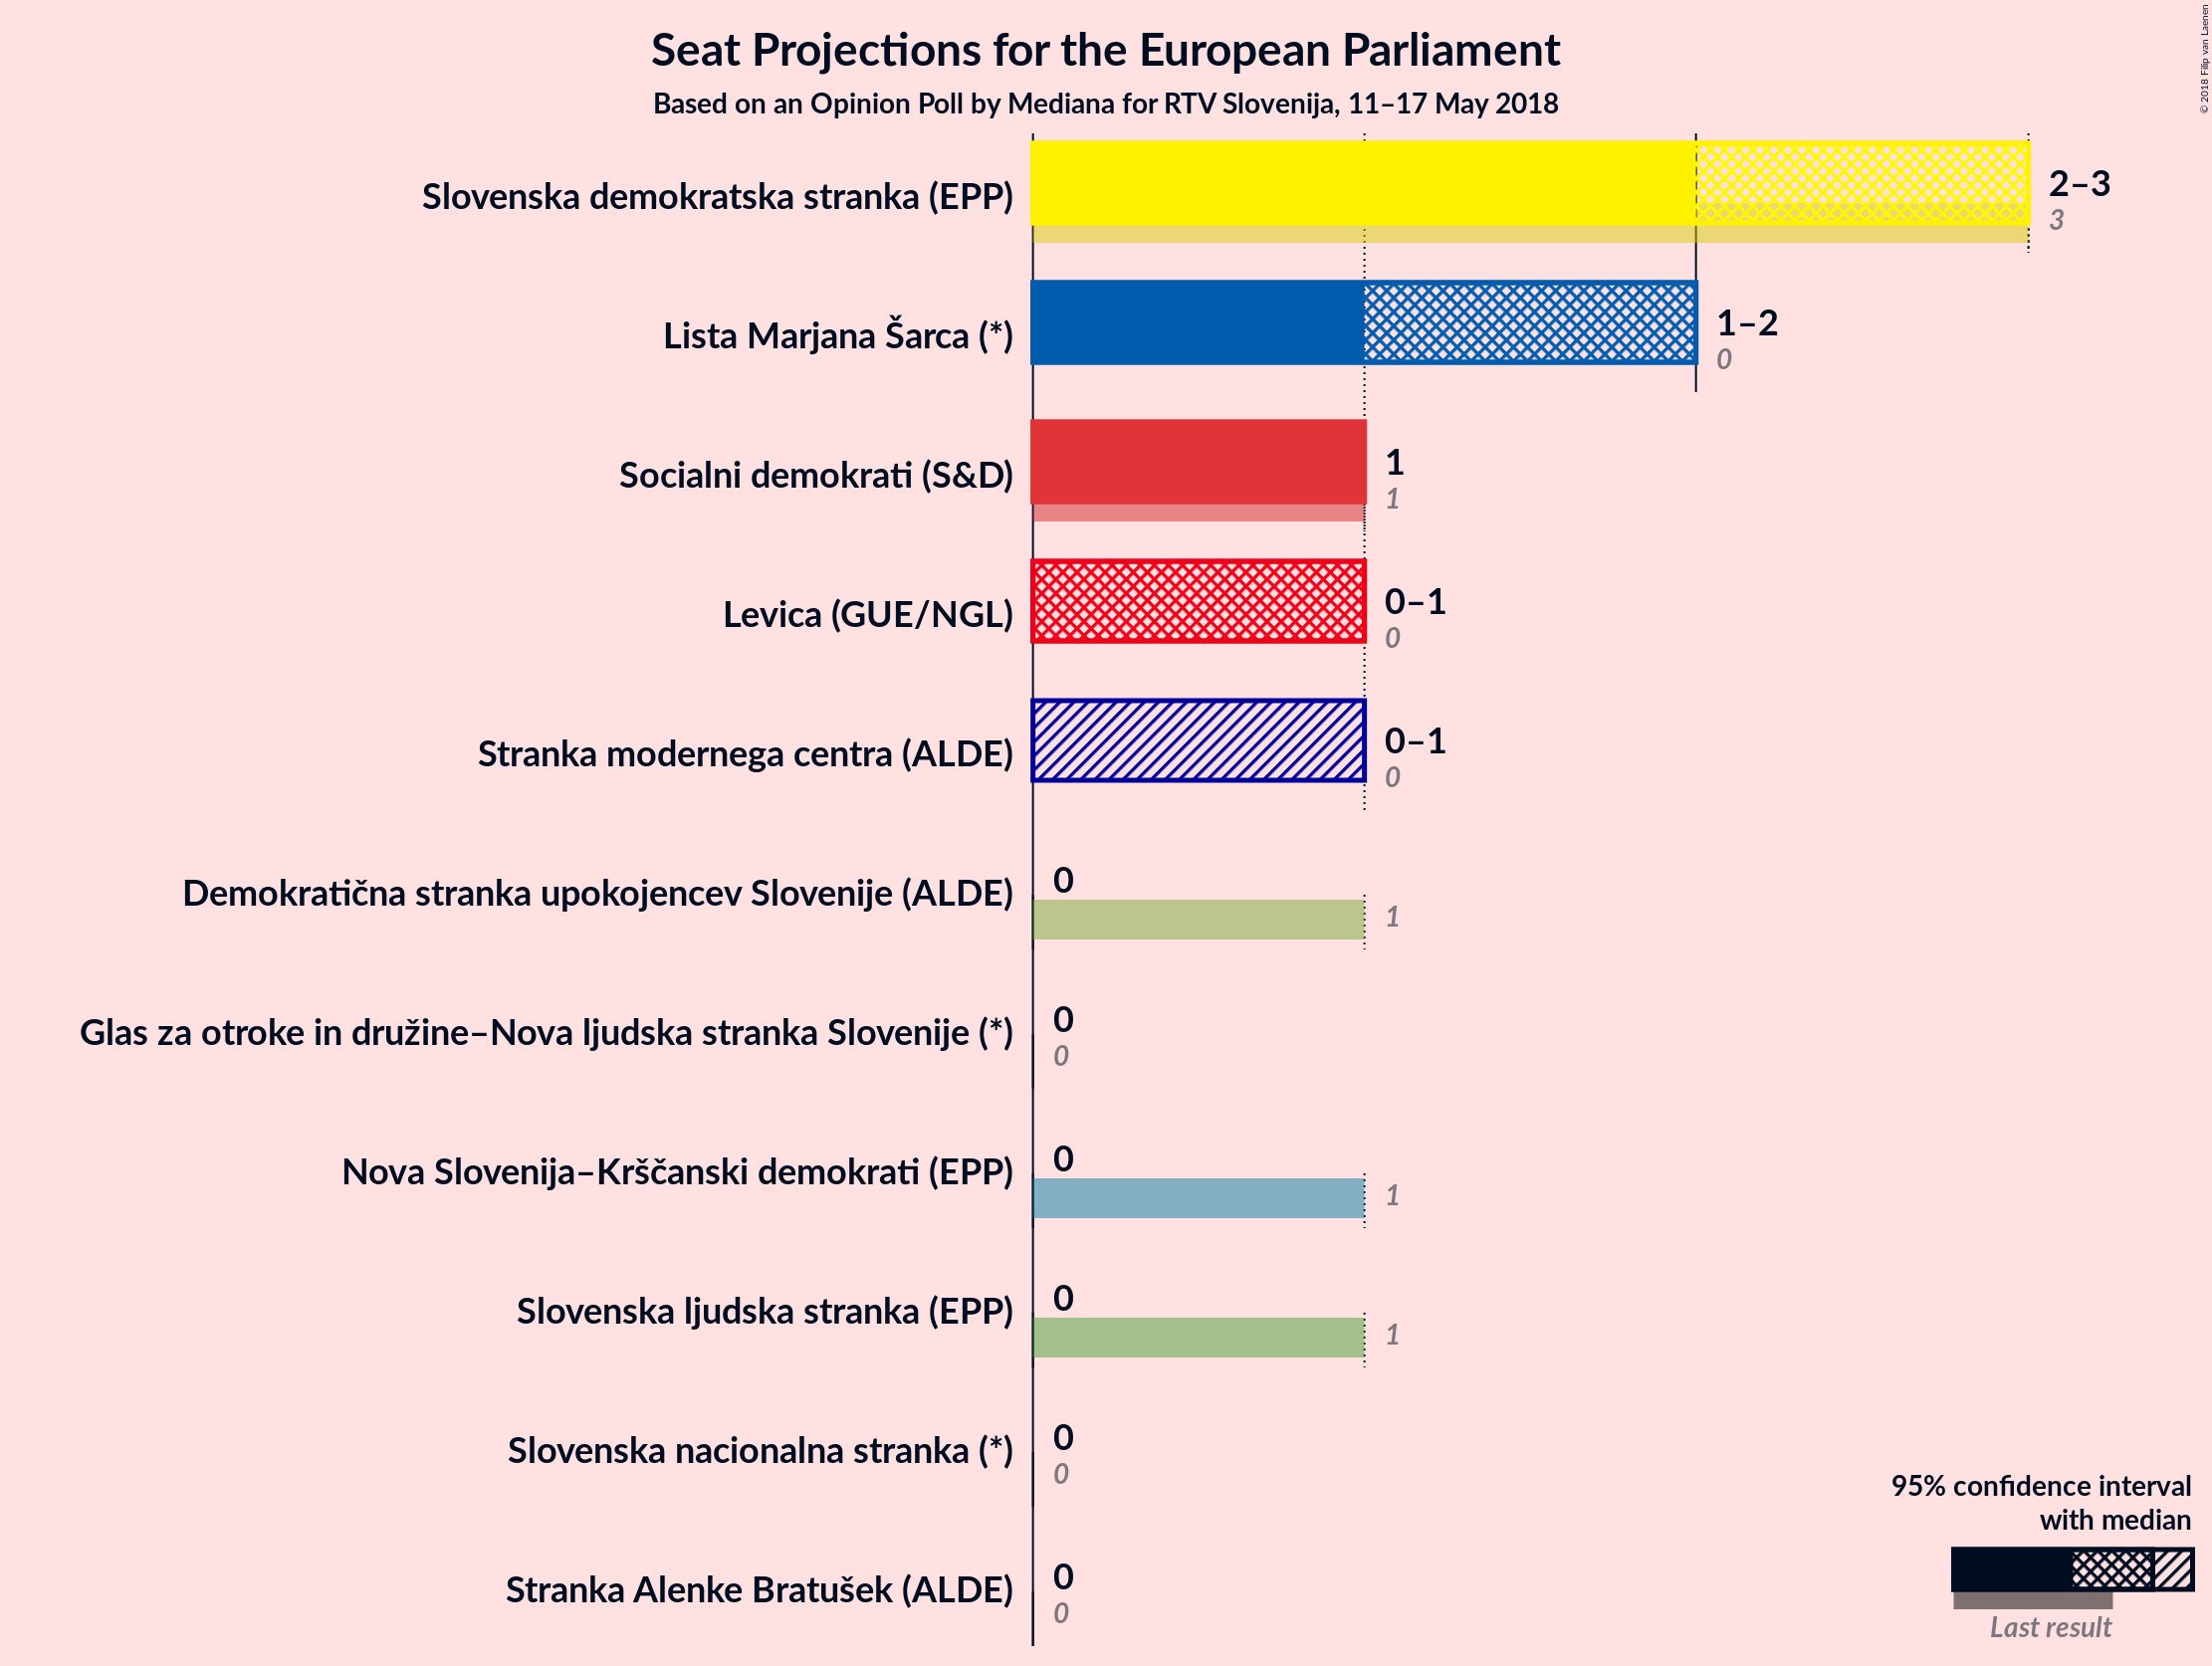 Seat Projections for the European Parliament
Based on an Opinion Poll by Mediana for RTV Slovenija, 11–17 May 2018
© 2018 Filip van Laenen
Slovenska demokratska stranka (EPP)
2–3
3
Lista Marjana Šarca (*)
1–2
0
Socialni demokrati (S&D)
1
1
Levica (GUE/NGL)
0–1
0
Stranka modernega centra (ALDE)
0–1
0
Demokratična stranka upokojencev Slovenije (ALDE)
0
1
Glas za otroke in družine–Nova ljudska stranka Slovenije (*)
0
0
Nova Slovenija–Krščanski demokrati (EPP)
0
1
Slovenska ljudska stranka (EPP)
0
1
Slovenska nacionalna stranka (*)
0
0
Stranka Alenke Bratušek (ALDE)
0
0
95% confidence interval
with median
Last result